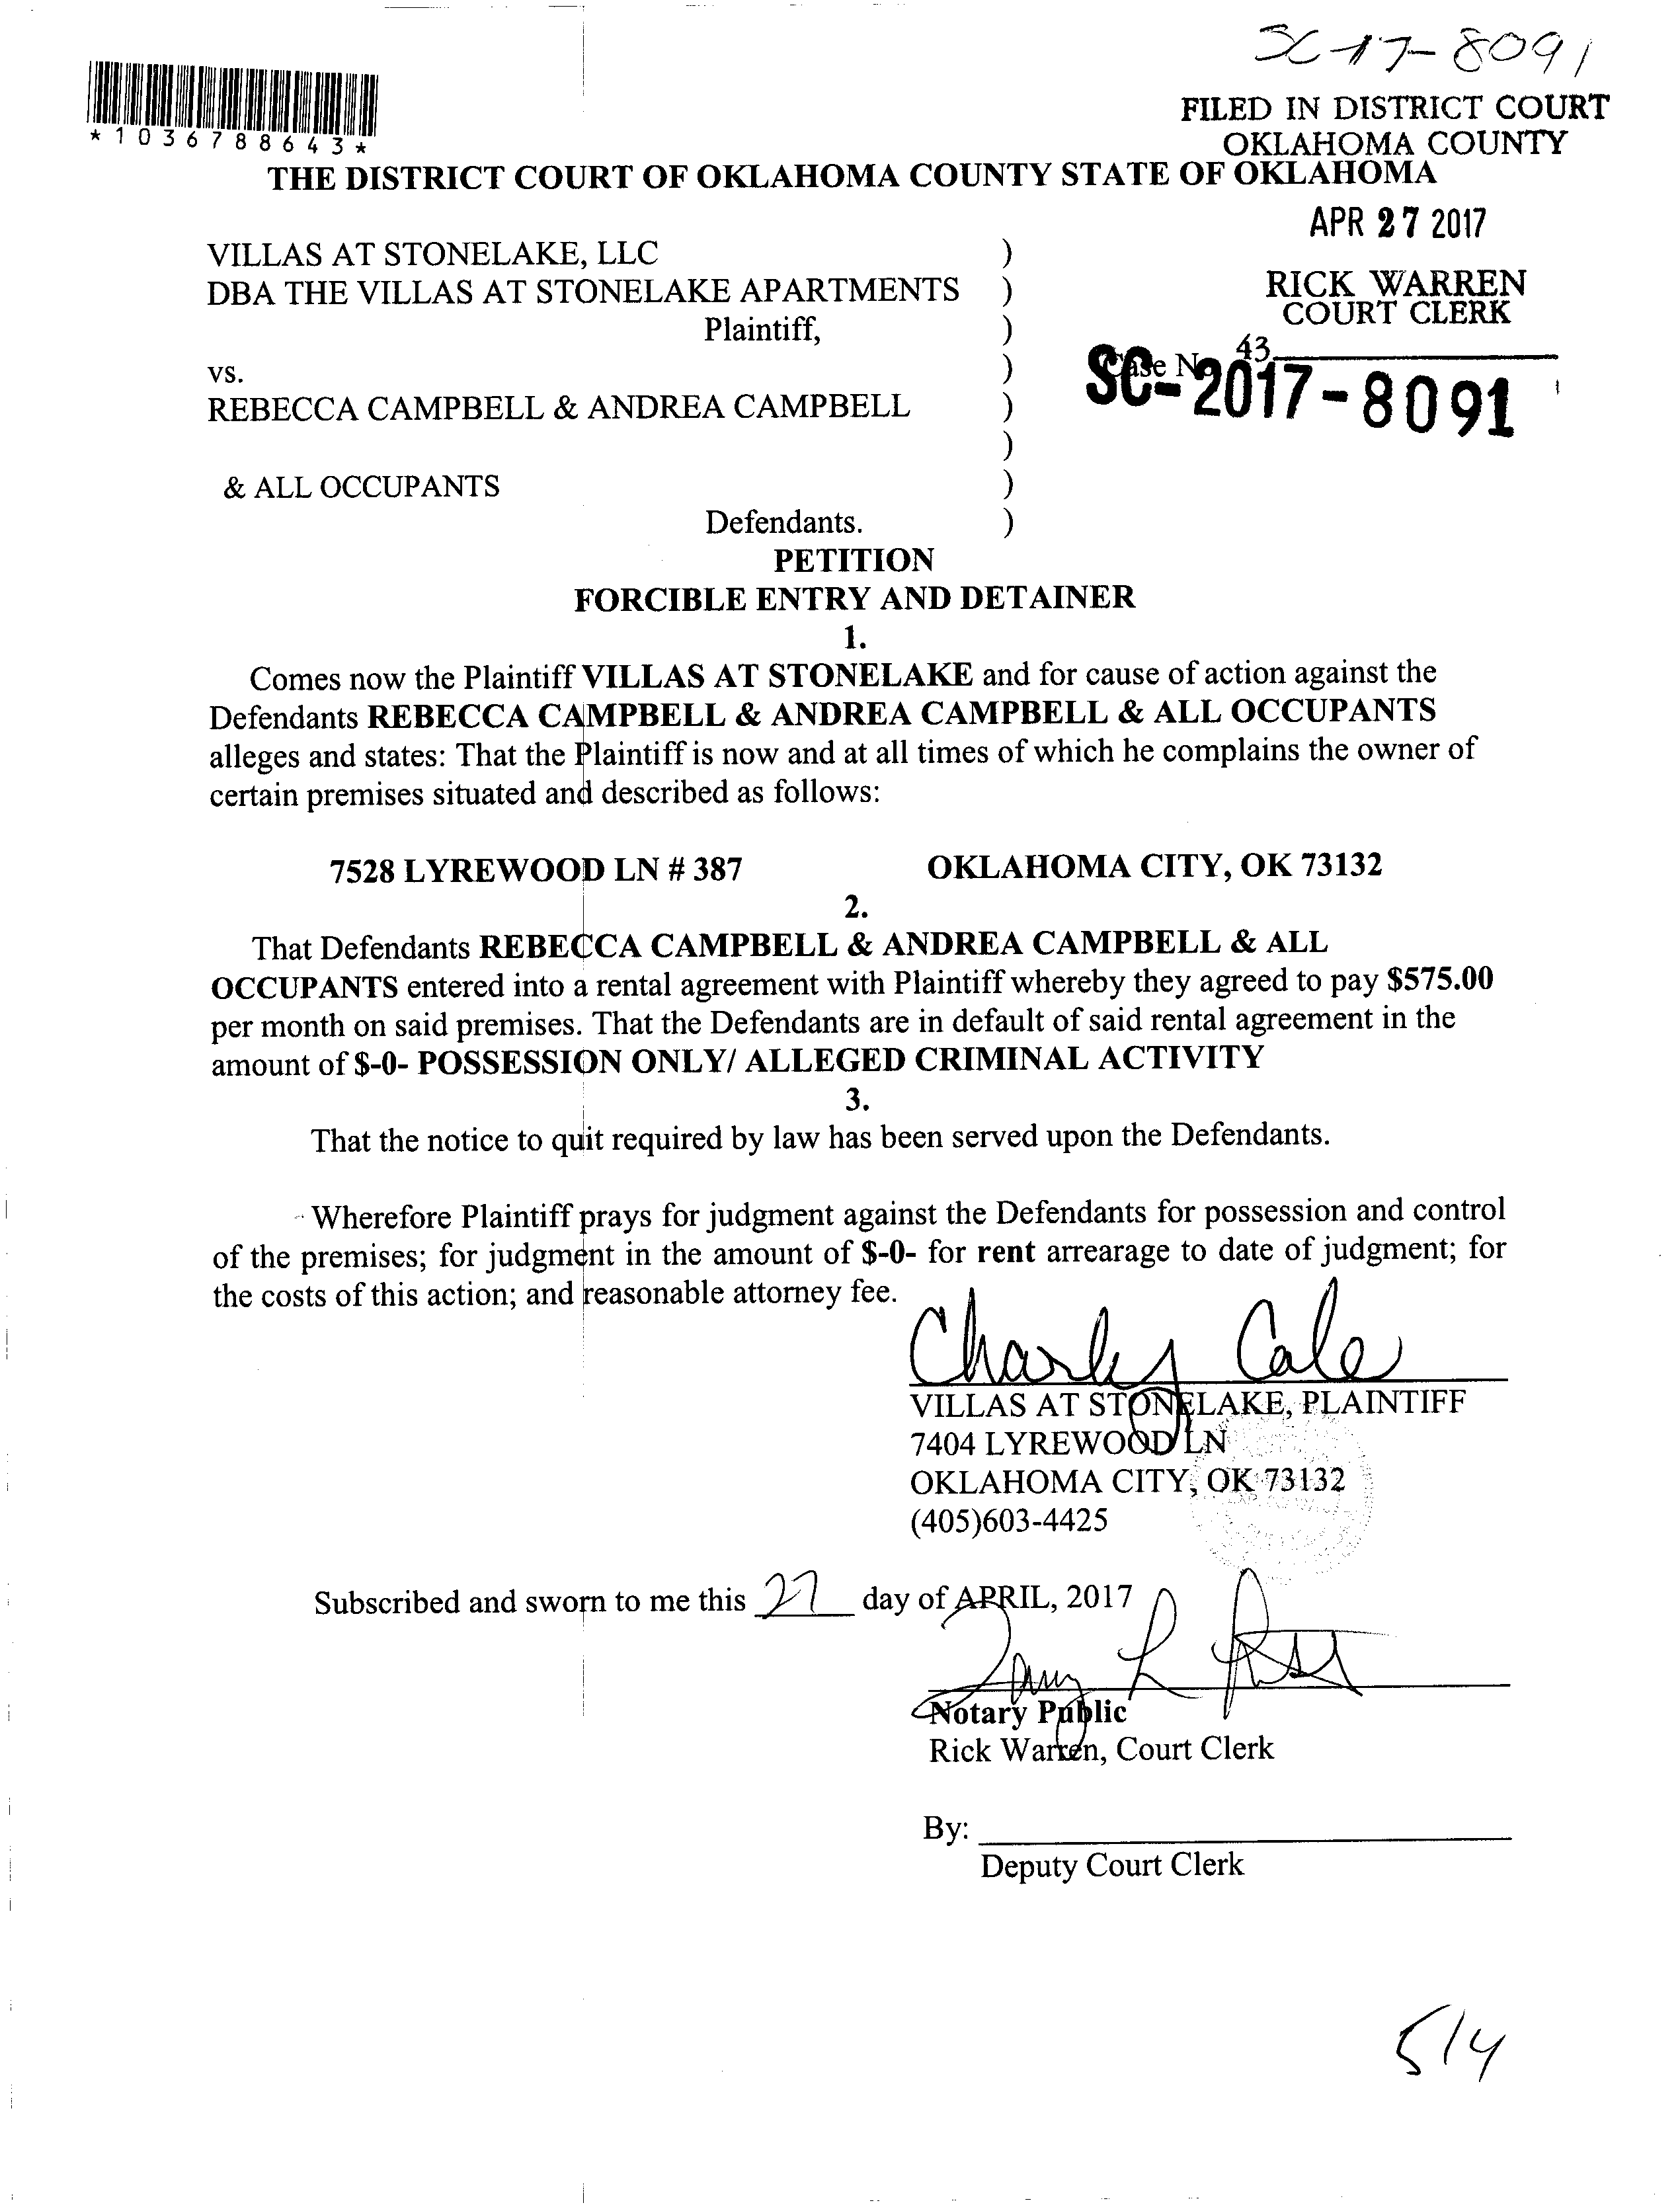 SC-17-8091
*1036788643*
FILED IN DISTRICT COURT
OKLAHOMA COUNTY
THE DISTRICT COURT OF OKLAHOMA COUNTY STATE OF OKLAHOMA
APR 27 2017
VILLAS AT STONELAKE, LLC )
DBA THE VILLAS AT STONELAKE APARTMENTS )
Plaintiff, )
RICK WARREN
COURT CLERK
43
vs. )
Case No.
SC-2017-8091
REBECCA CAMPBELL & ANDREA CAMPBELL )
)
& ALL OCCUPANTS )
Defendants. )
PETITION
FORCIBLE ENTRY AND DETAINER
1.
Comes now the Plaintiff VILLAS AT STONELAKE and for cause of action against the
Defendants REBECCA CAMPBELL & ANDREA CAMPBELL & ALL OCCUPANTS
alleges and states: That the Plaintiff is now and at all times of which he complains the owner of
certain premises situated and described as follows:
7528 LYREWOOD LN # 387 OKLAHOMA CITY, OK 73132
2.
That Defendants REBECCA CAMPBELL & ANDREA CAMPBELL & ALL
OCCUPANTS entered into a rental agreement with Plaintiff whereby they agreed to pay $575.00
per month on said premises. That the Defendants are in default of said rental agreement in the
amount of $-0- POSSESSION ONLY/ ALLEGED CRIMINAL ACTIVITY
3.
That the notice to quit required by law has been served upon the Defendants.
Wherefore Plaintiff prays for judgment against the Defendants for possession and control
of the premises; for judgment in the amount of $-0- for rent arrearage to date of judgment; for
the costs of this action; and reasonable attorney fee.
Charley Cale
VILLAS AT STONELAKE, PLAINTIFF
7404 LYREWOOD LN
OKLAHOMA CITY, OK 73132
(405)603-4425
Subscribed and sworn to me this 27 day of APRIL, 2017
Notary Public
Rick Warren, Court Clerk
By:
Deputy Court Clerk
5/4